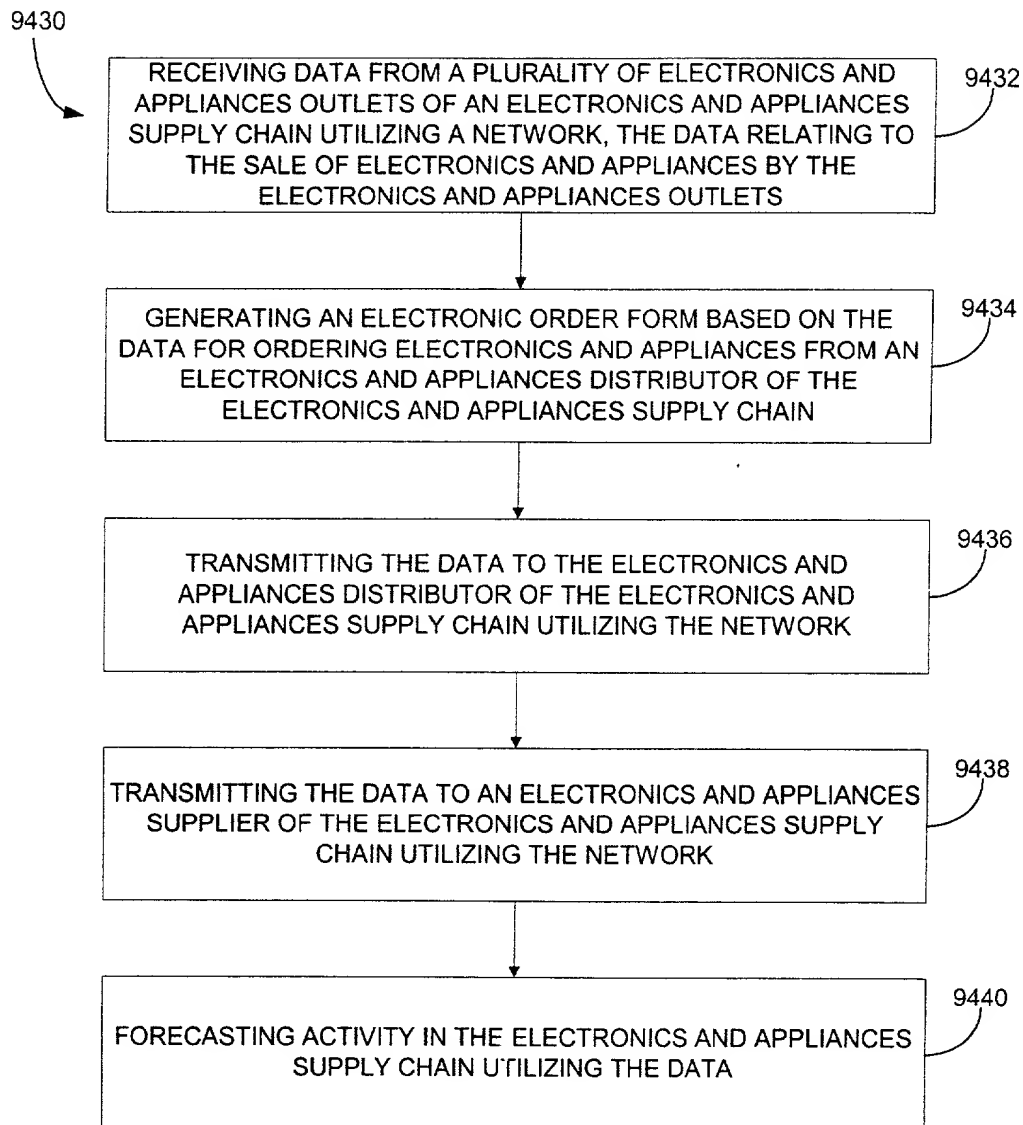 9430
RECEIVING DATA FROM A PLURALITY OF ELECTRONICS AND
APPLIANCES OUTLETS OF AN ELECTRONICS AND APPLIANCES
SUPPLY CHAIN UTILIZING A NETWORK, THE DATA RELATING TO
THE SALE OF ELECTRONICS AND APPLIANCES BY THE
ELECTRONICS AND APPLIANCES OUTLETS
9432
GENERATING AN ELECTRONIC ORDER FORM BASED ON THE
DATA FOR ORDERING ELECTRONICS AND APPLIANCES FROM AN
ELECTRONICS AND APPLIANCES DISTRIBUTOR OF THE
ELECTRONICS AND APPLIANCES SUPPLY CHAIN
9434
TRANSMITTING THE DATA TO THE ELECTRONICS AND
APPLIANCES DISTRIBUTOR OF THE ELECTRONICS AND
APPLIANCES SUPPLY CHAIN UTILIZING THE NETWORK
9436
TRANSMITTING THE DATA TO AN ELECTRONICS AND APPLIANCES
SUPPLIER OF THE ELECTRONICS AND APPLIANCES SUPPLY
CHAIN UTILIZING THE NETWORK
9438
FORECASTING ACTIVITY IN THE ELECTRONICS AND APPLIANCES
SUPPLY CHAIN UTILIZING THE DATA
9440